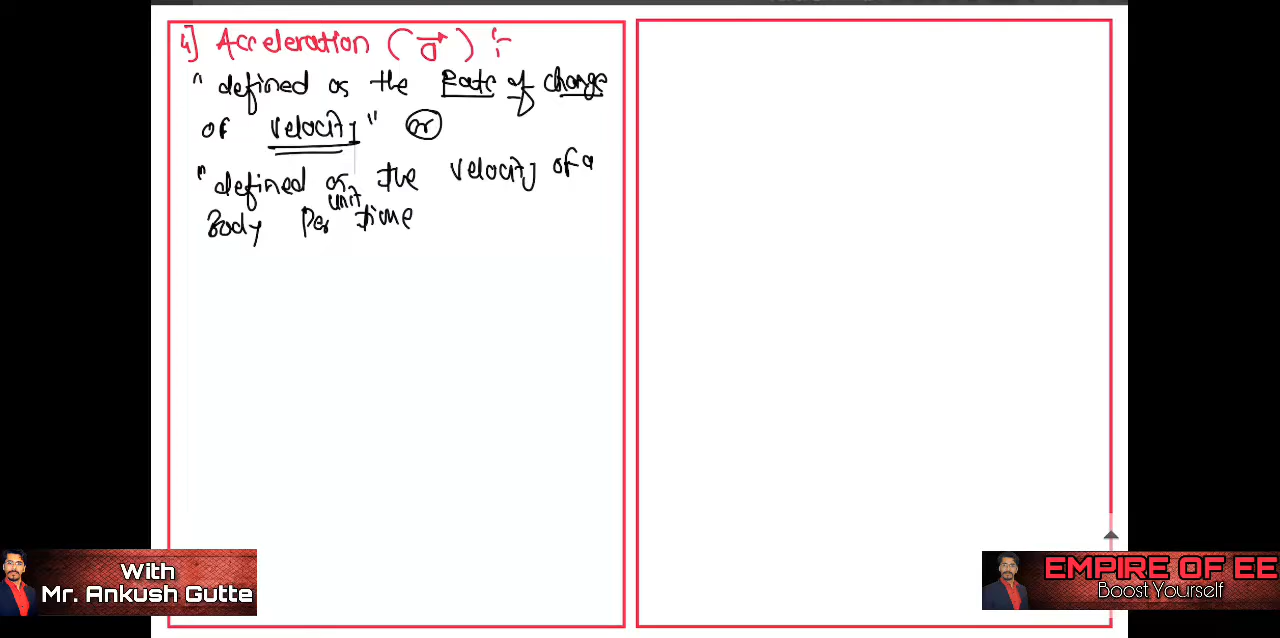 4] Acceleration (a⃗) :-
" defined as the Rate of change
of velocity" or
"defined as the velocity of a
Body per unit time
With
Mr. Ankush Gutte
EMPIRE OF EE
Boost Yourself